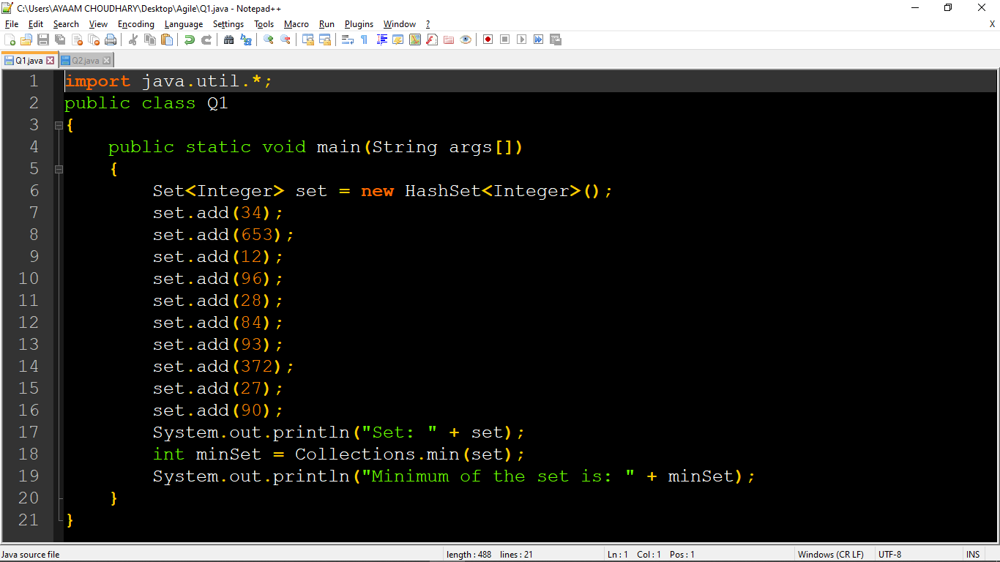 C:\Users\AYAAM CHOUDHARY\Desktop\Agile\Q1.java - Notepad++
File Edit Search View Encoding Language Settings Tools Macro Run Plugins Window ? X
Q1.java Q2.java
1 import java.util.*;
2 public class Q1
3 {
4 public static void main(String args[])
5 {
6 Set<Integer> set = new HashSet<Integer>();
7 set.add(34);
8 set.add(653);
9 set.add(12);
10 set.add(96);
11 set.add(28);
12 set.add(84);
13 set.add(93);
14 set.add(372);
15 set.add(27);
16 set.add(90);
17 System.out.println("Set: " + set);
18 int minSet = Collections.min(set);
19 System.out.println("Minimum of the set is: " + minSet);
20 }
21 }
Java source file length : 488 lines : 21 Ln : 1 Col : 1 Pos : 1 Windows (CR LF) UTF-8 INS